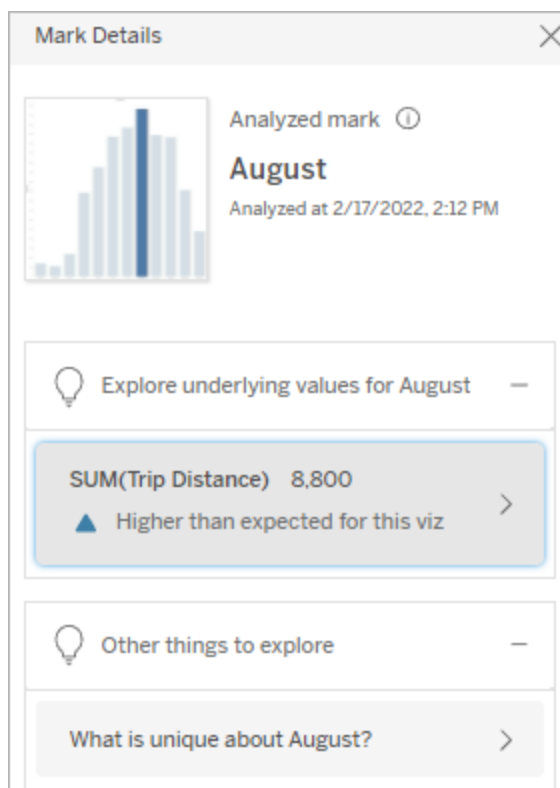 Mark Details
Analyzed mark
August
Analyzed at 2/17/2022, 2:12 PM
Explore underlying values for August
SUM(Trip Distance) 8,800
Higher than expected for this viz
Other things to explore
What is unique about August?